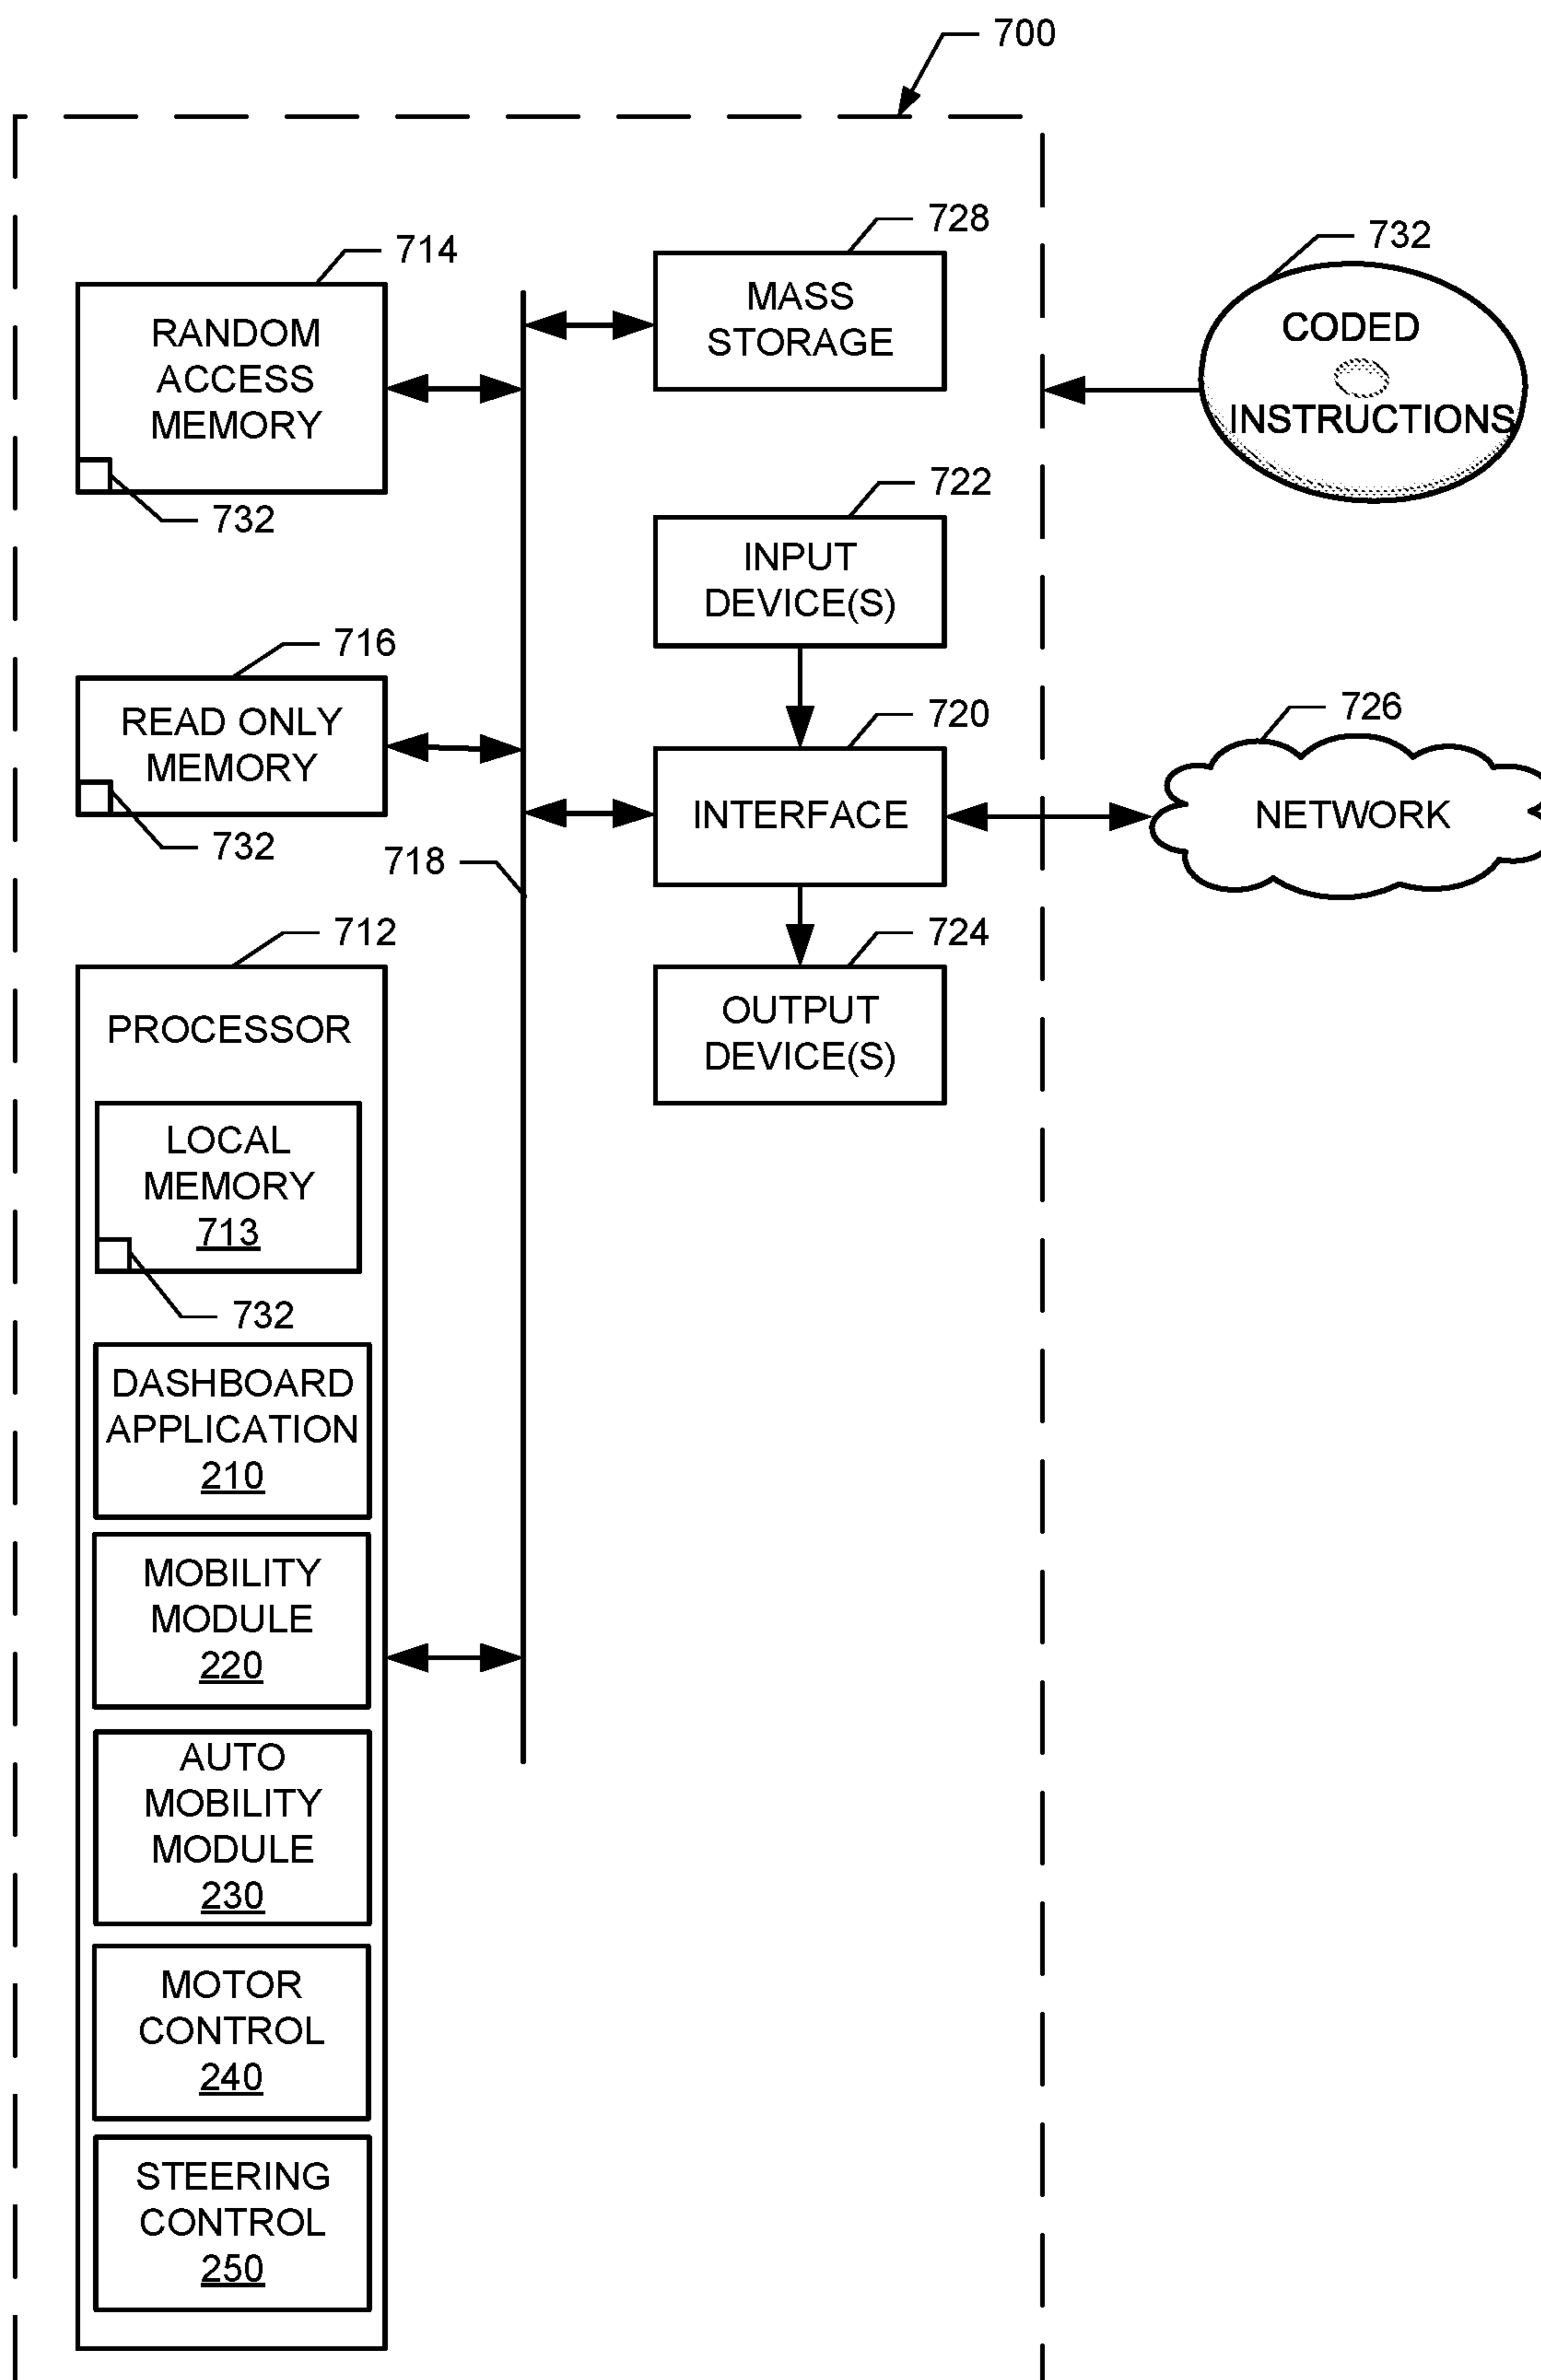 700
714
RANDOM
ACCESS
MEMORY
732
728
MASS
STORAGE
732
CODED
INSTRUCTIONS
722
INPUT
DEVICE(S)
716
READ ONLY
MEMORY
732
718
720
INTERFACE
726
NETWORK
724
OUTPUT
DEVICE(S)
712
PROCESSOR
LOCAL
MEMORY
713
732
DASHBOARD
APPLICATION
210
MOBILITY
MODULE
220
AUTO
MOBILITY
MODULE
230
MOTOR
CONTROL
240
STEERING
CONTROL
250